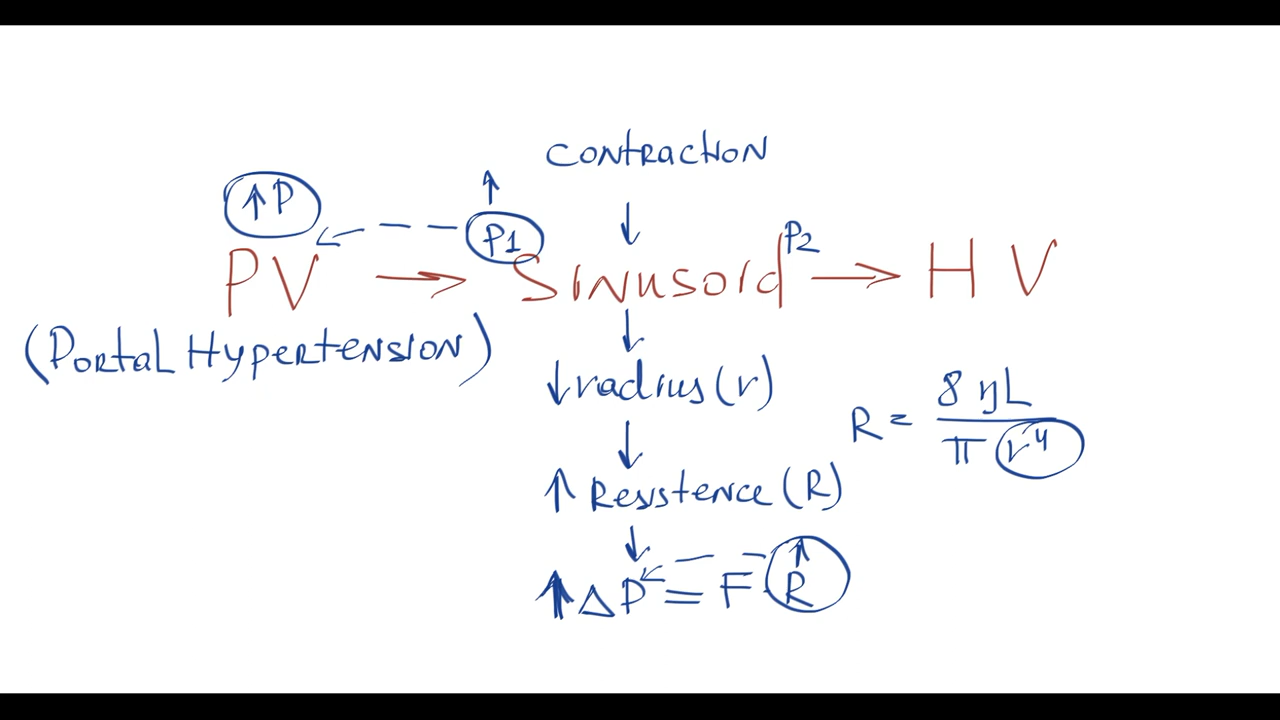 contraction
↑P
↑
P1
↓
P2
PV → Sinusoid → HV
(Portal Hypertension)
↓
↓ radius (r)
R = 8ηL / πr⁴
↓
↑ Resistence (R)
↓
↑
↑ ΔP = F · R